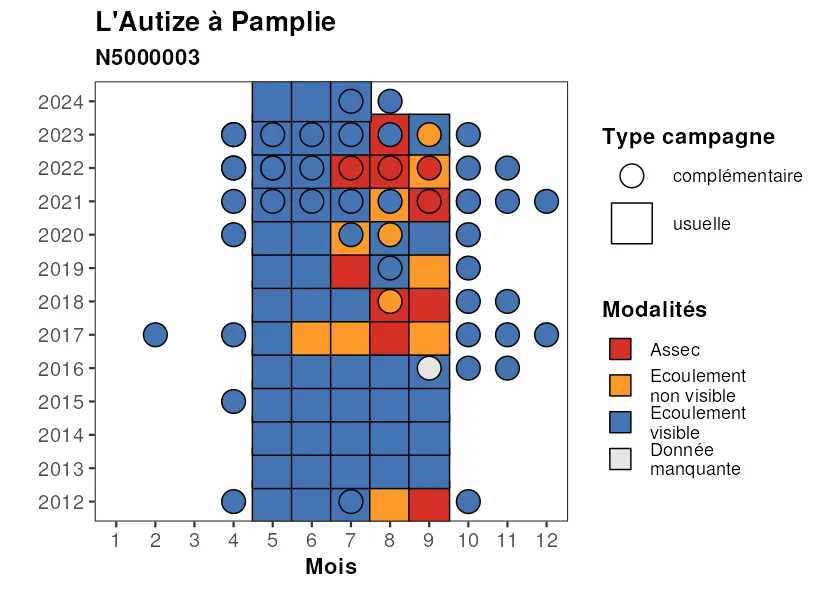 L'Autize à Pamplie
N5000003
2024
2023
2022
2021
2020
2019
2018
2017
2016
2015
2014
2013
2012
1 2 3 4 5 6 7 8 9 10 11 12
Mois
Type campagne
complémentaire
usuelle
Modalités
Assec
Ecoulement
non visible
Ecoulement
visible
Donnée
manquante